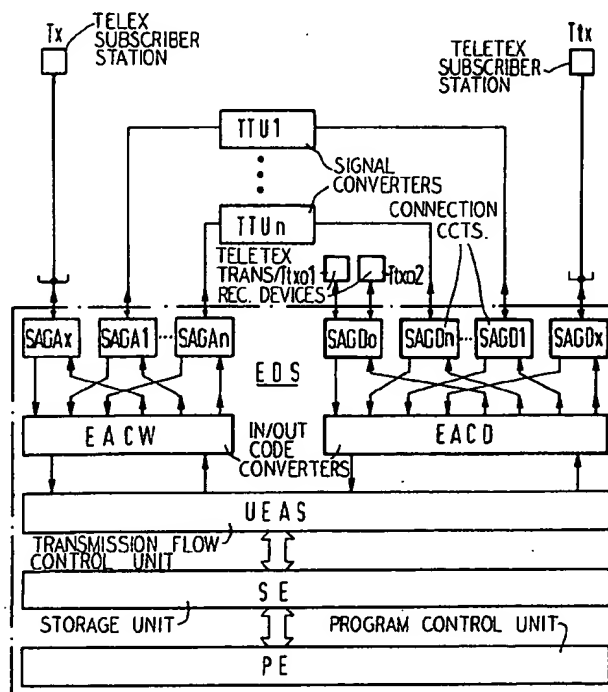 Tx
TELEX
SUBSCRIBER
STATION
Ttx
TELETEX
SUBSCRIBER
STATION
TTU1
SIGNAL
CONVERTERS
TTUn
CONNECTION
CCTS.
TELETEX
TRANS/
REC. DEVICES
Ttxo1
Ttxo2
SAGAx
SAGA1
SAGAn
SAGDo
SAGDn
SAGD1
SAGDx
EDS
EACW
IN/OUT
CODE
CONVERTERS
EACD
UEAS
TRANSMISSION FLOW
CONTROL UNIT
SE
STORAGE UNIT
PROGRAM CONTROL UNIT
PE